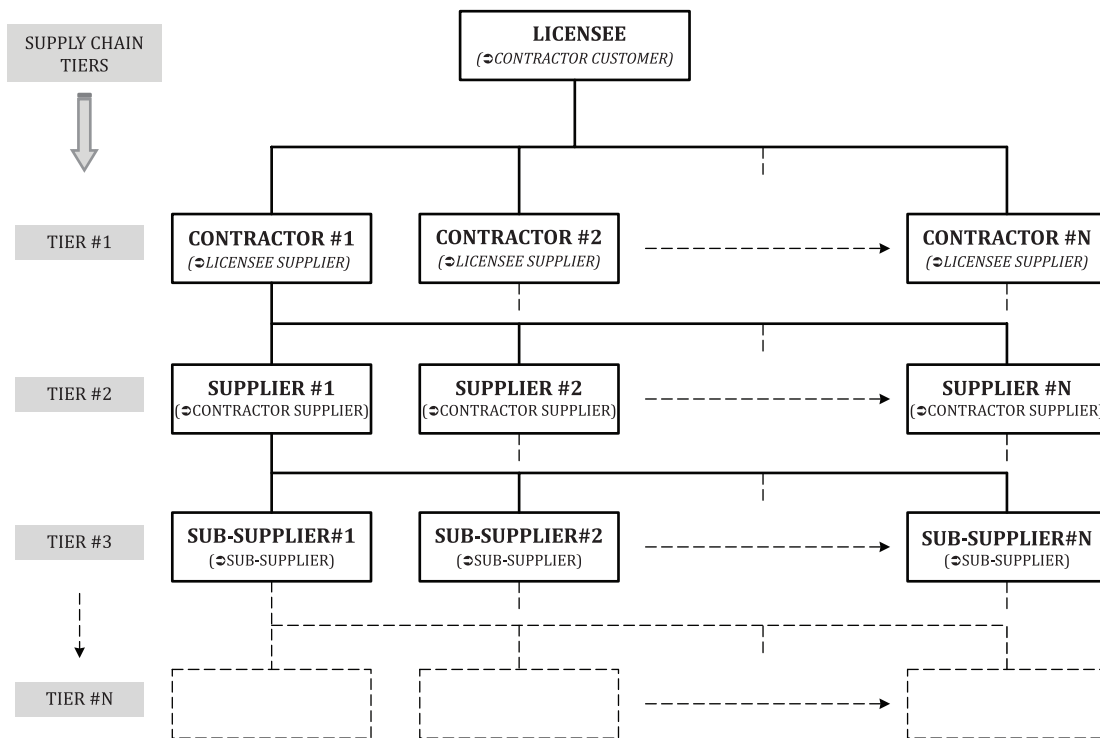 SUPPLY CHAIN
TIERS
LICENSEE
(➲CONTRACTOR CUSTOMER)
TIER #1
CONTRACTOR #1
(➲LICENSEE SUPPLIER)
CONTRACTOR #2
(➲LICENSEE SUPPLIER)
CONTRACTOR #N
(➲LICENSEE SUPPLIER)
TIER #2
SUPPLIER #1
(➲CONTRACTOR SUPPLIER)
SUPPLIER #2
(➲CONTRACTOR SUPPLIER)
SUPPLIER #N
(➲CONTRACTOR SUPPLIER)
TIER #3
SUB-SUPPLIER#1
(➲SUB-SUPPLIER)
SUB-SUPPLIER#2
(➲SUB-SUPPLIER)
SUB-SUPPLIER#N
(➲SUB-SUPPLIER)
TIER #N